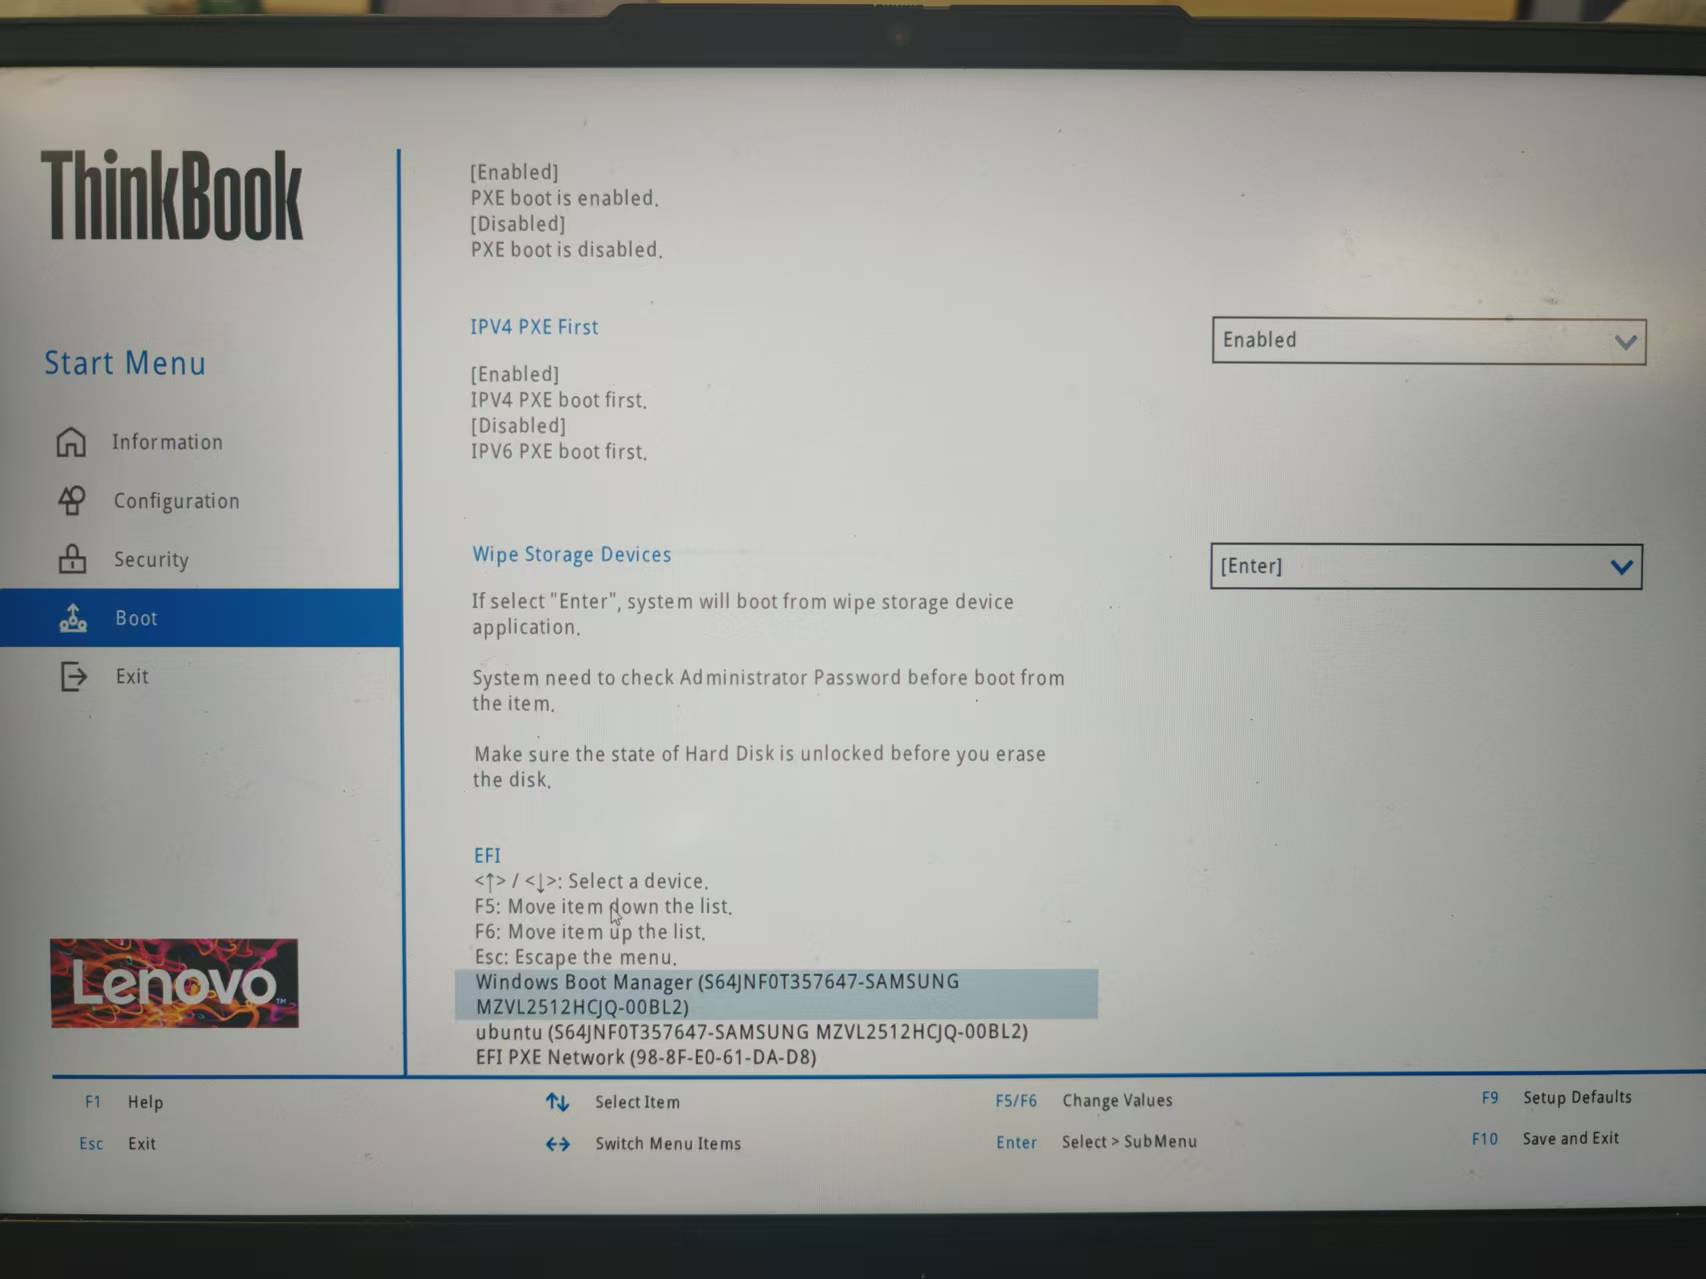 ThinkBook
Start Menu
Information
Configuration
Security
Boot
Exit
Lenovo™
[Enabled]
PXE boot is enabled.
[Disabled]
PXE boot is disabled.
IPV4 PXE First
Enabled
[Enabled]
IPV4 PXE boot first.
[Disabled]
IPV6 PXE boot first.
Wipe Storage Devices
[Enter]
If select "Enter", system will boot from wipe storage device
application.
System need to check Administrator Password before boot from
the item.
Make sure the state of Hard Disk is unlocked before you erase
the disk.
EFI
<↑> / <↓>: Select a device.
F5: Move item down the list.
F6: Move item up the list.
Esc: Escape the menu.
Windows Boot Manager (S64JNF0T357647-SAMSUNG
MZVL2512HCJQ-00BL2)
ubuntu (S64JNF0T357647-SAMSUNG MZVL2512HCJQ-00BL2)
EFI PXE Network (98-8F-E0-61-DA-D8)
F1 Help ↑↓ Select Item F5/F6 Change Values F9 Setup Defaults
Esc Exit ←→ Switch Menu Items Enter Select > SubMenu F10 Save and Exit